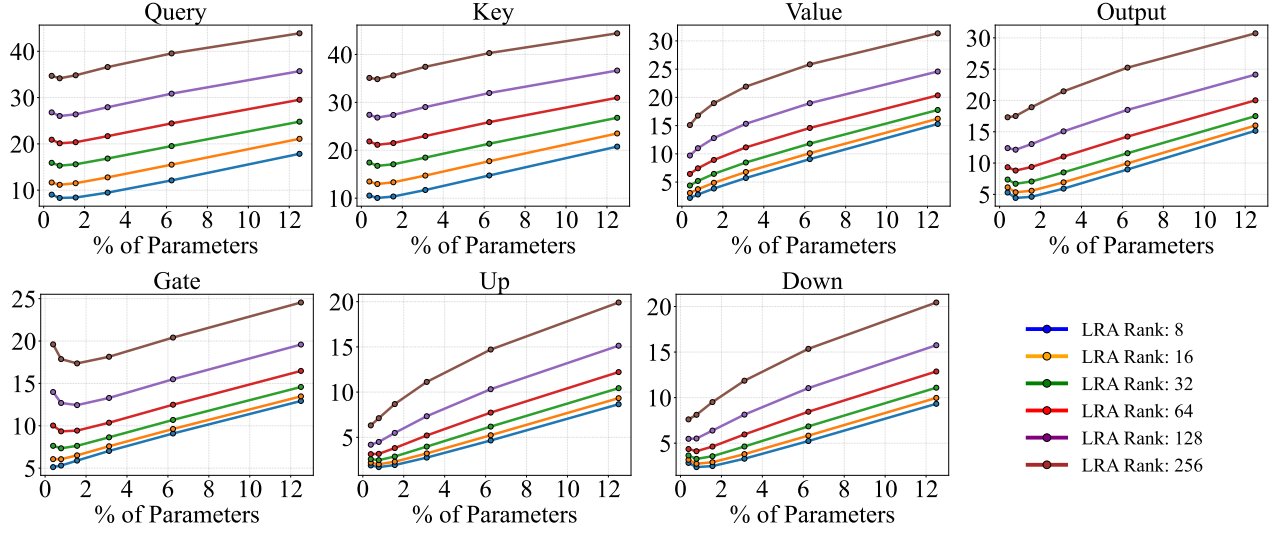 Query
40
30
20
10
0 2 4 6 8 10 12
% of Parameters
Key
40
30
20
10
0 2 4 6 8 10 12
% of Parameters
Value
30
25
20
15
10
5
0 2 4 6 8 10 12
% of Parameters
Output
30
25
20
15
10
5
0 2 4 6 8 10 12
% of Parameters
Gate
25
20
15
10
5
0 2 4 6 8 10 12
% of Parameters
Up
20
15
10
5
0 2 4 6 8 10 12
% of Parameters
Down
20
15
10
5
0 2 4 6 8 10 12
% of Parameters
LRA Rank: 8
LRA Rank: 16
LRA Rank: 32
LRA Rank: 64
LRA Rank: 128
LRA Rank: 256